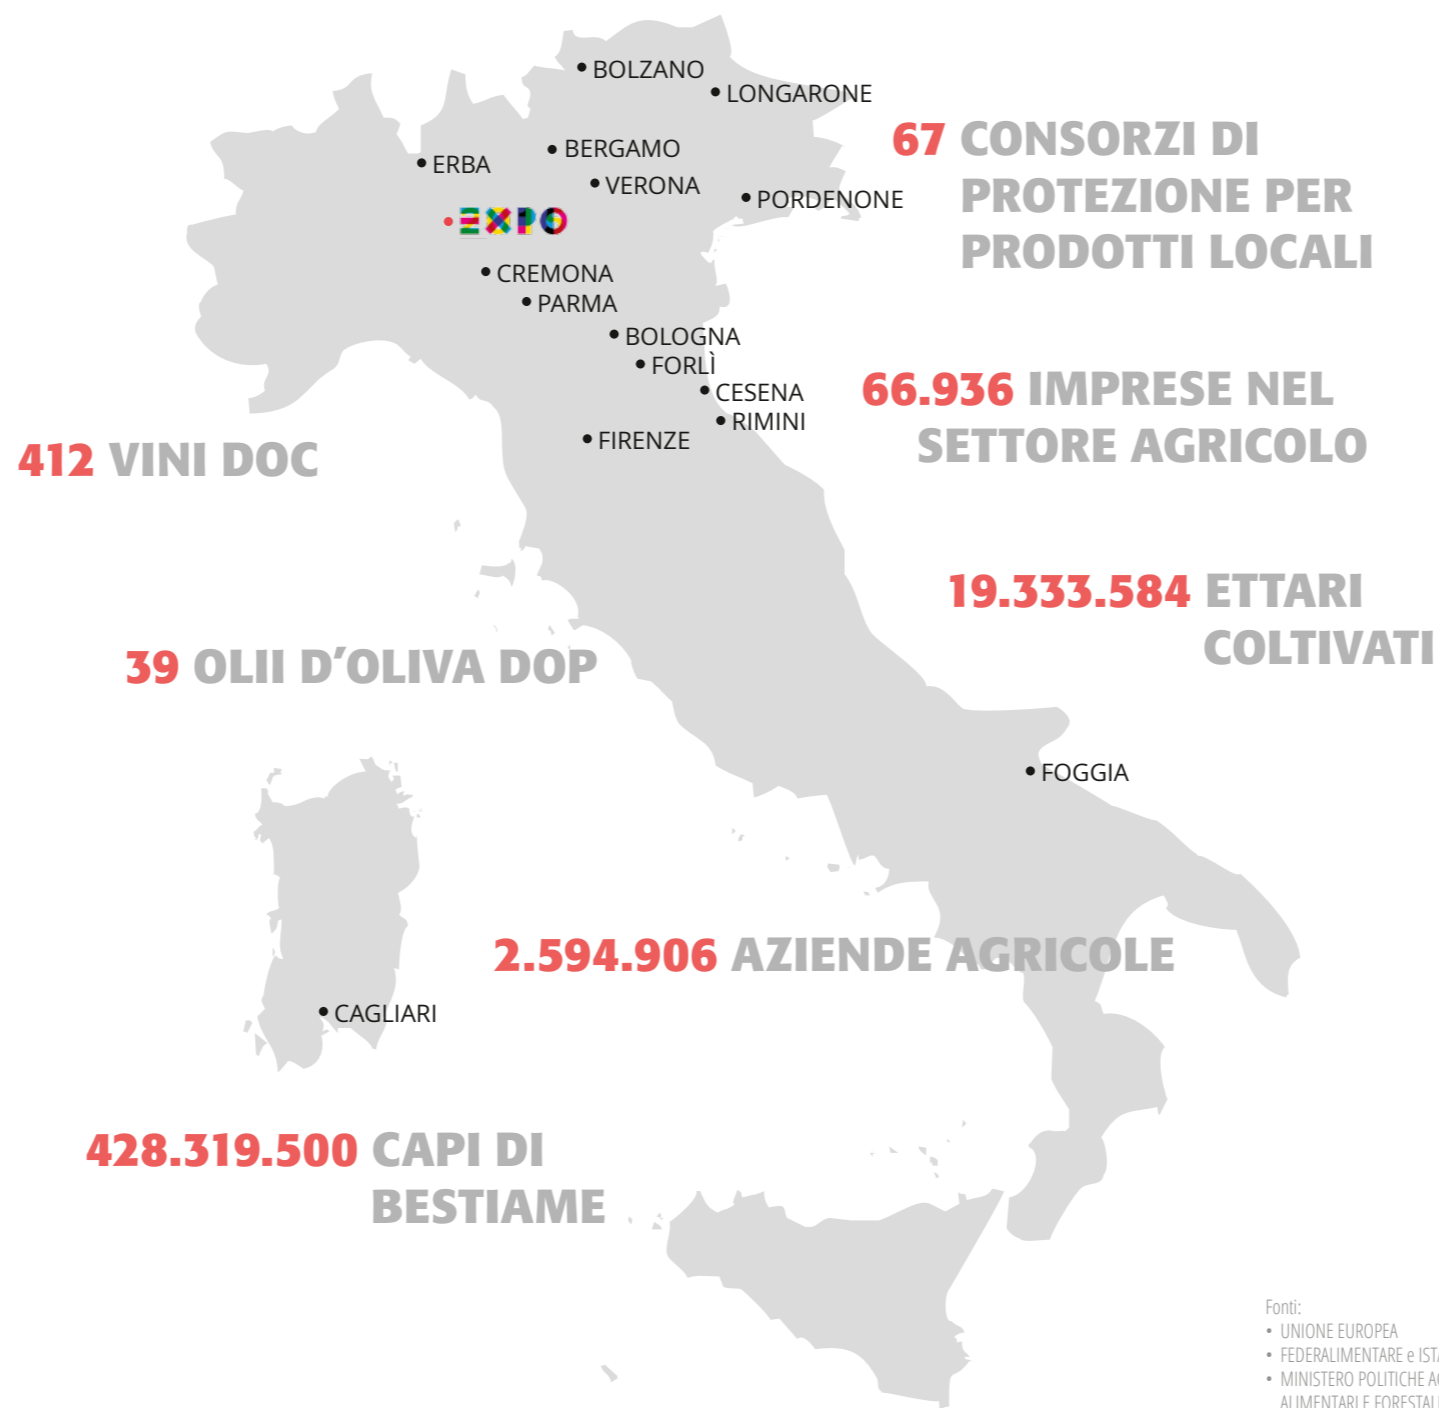 BOLZANO
LONGARONE
BERGAMO
ERBA
VERONA
PORDENONE
EXPO
CREMONA
PARMA
BOLOGNA
FORLÌ
CESENA
RIMINI
FIRENZE
67 CONSORZI DI
PROTEZIONE PER
PRODOTTI LOCALI
66.936 IMPRESE NEL
SETTORE AGRICOLO
412 VINI DOC
19.333.584 ETTARI
COLTIVATI
39 OLII D'OLIVA DOP
FOGGIA
2.594.906 AZIENDE AGRICOLE
CAGLIARI
428.319.500 CAPI DI
BESTIAME
Fonti:
• UNIONE EUROPEA
• FEDERALIMENTARE e
• MINISTERO POLITICHE
ALIMENTARI E FORESTALI